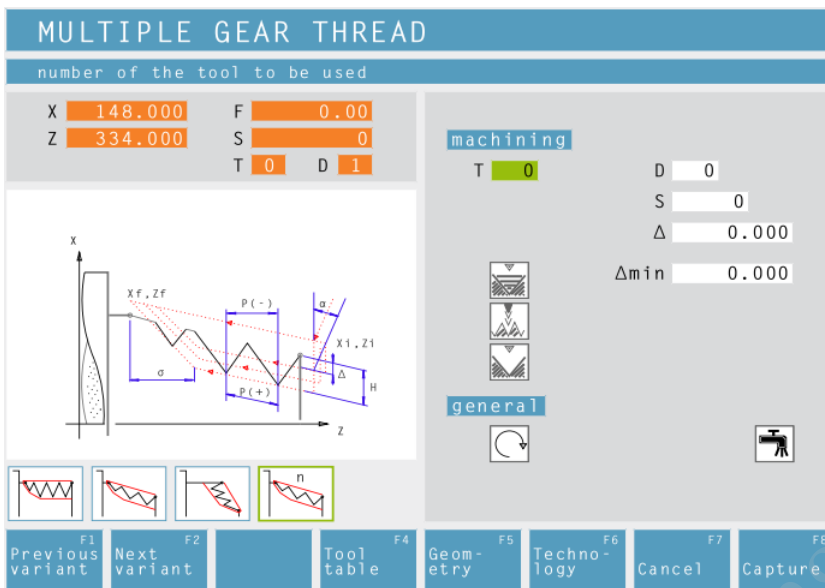 MULTIPLE GEAR THREAD
number of the tool to be used
X 148.000 F 0.00
Z 334.000 S 0
T 0 D 1
machining
T 0 D 0
S 0
Δ 0.000
Δmin 0.000
general
X
Xf,Zf
P(-)
α
Xi,Zi
σ
P(+)
Δ
H
Z
n
F1
Previous
variant
F2
Next
variant
F4
Tool
table
F5
Geom-
etry
F6
Techno-
logy
F7
Cancel
F8
Capture